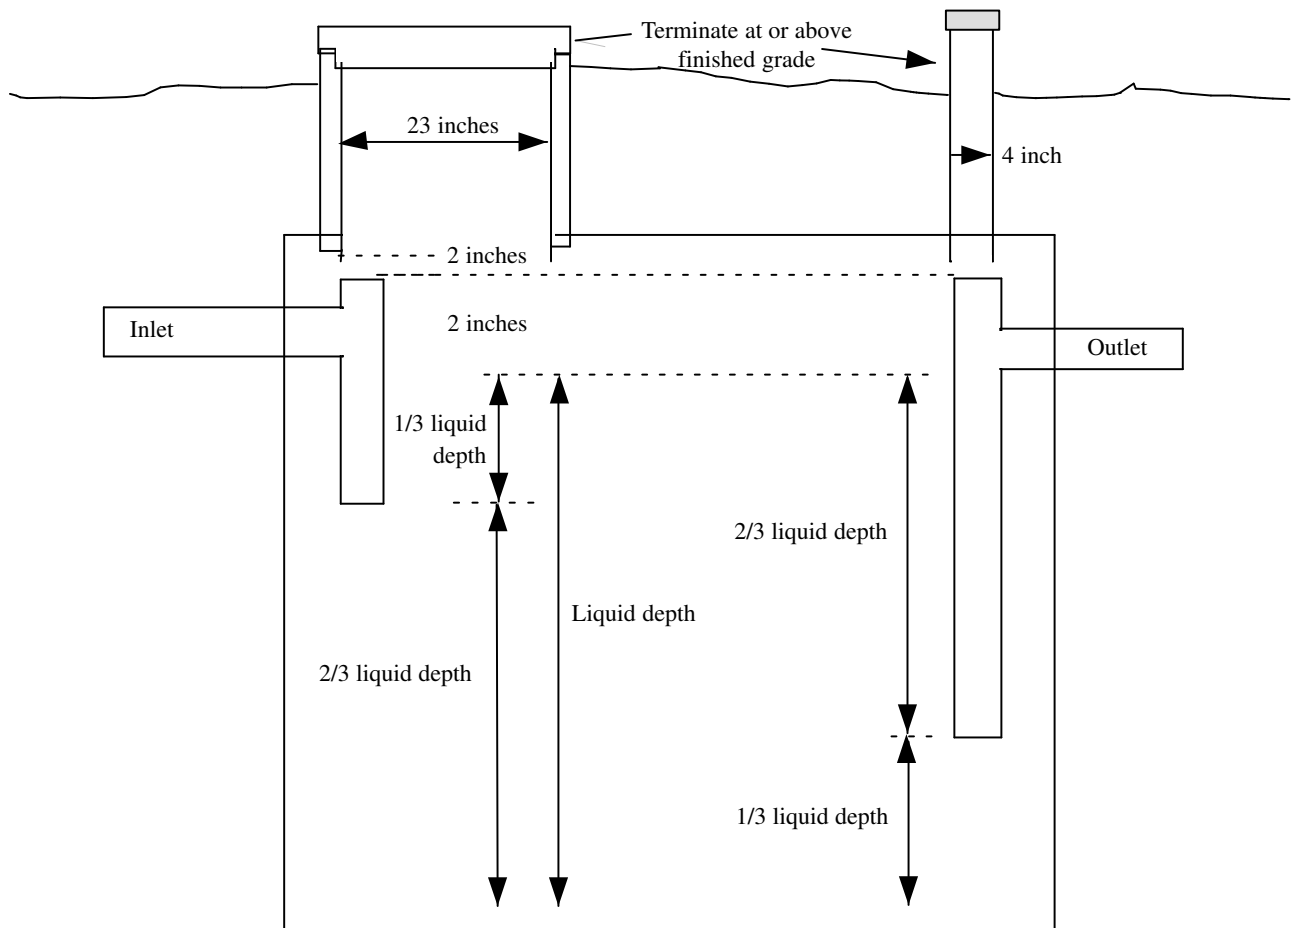 Terminate at or above
finished grade
23 inches
4 inch
2 inches
Inlet
2 inches
Outlet
1/3 liquid
depth
2/3 liquid depth
Liquid depth
2/3 liquid depth
1/3 liquid depth